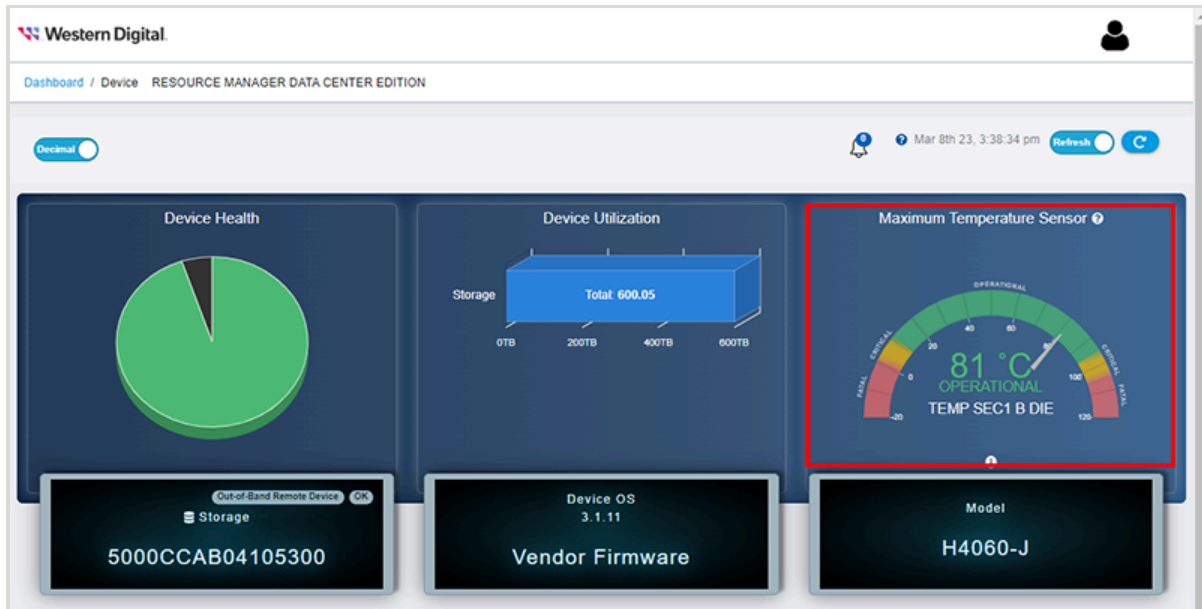 Western Digital.
Dashboard / Device RESOURCE MANAGER DATA CENTER EDITION
Decimal
0
Mar 8th 23, 3:38:34 pm
Refresh
Device Health
Device Utilization
Storage
Total: 600.05
0TB 200TB 400TB 600TB
Maximum Temperature Sensor
FATAL CRITICAL OPERATIONAL CRITICAL FATAL
-20 0 20 40 60 80 100 120
81 °C
OPERATIONAL
TEMP SEC1 B DIE
Out-of-Band Remote Device OK
Storage
5000CCAB04105300
Device OS
3.1.11
Vendor Firmware
Model
H4060-J